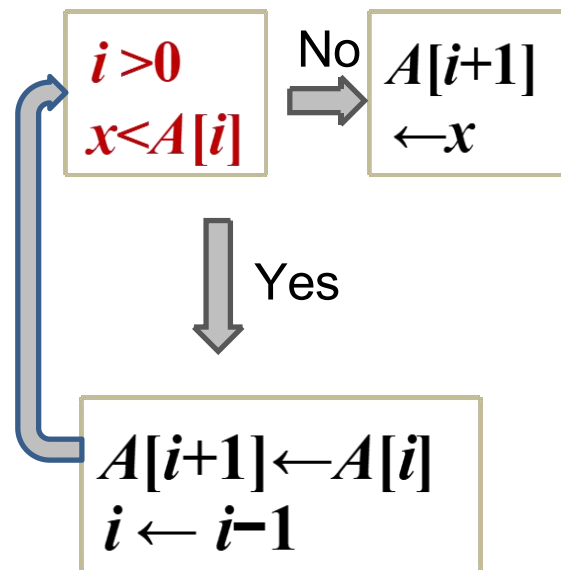 i >0
x<A[i]
No
A[i+1]
←x
Yes
A[i+1]←A[i]
i ← i−1